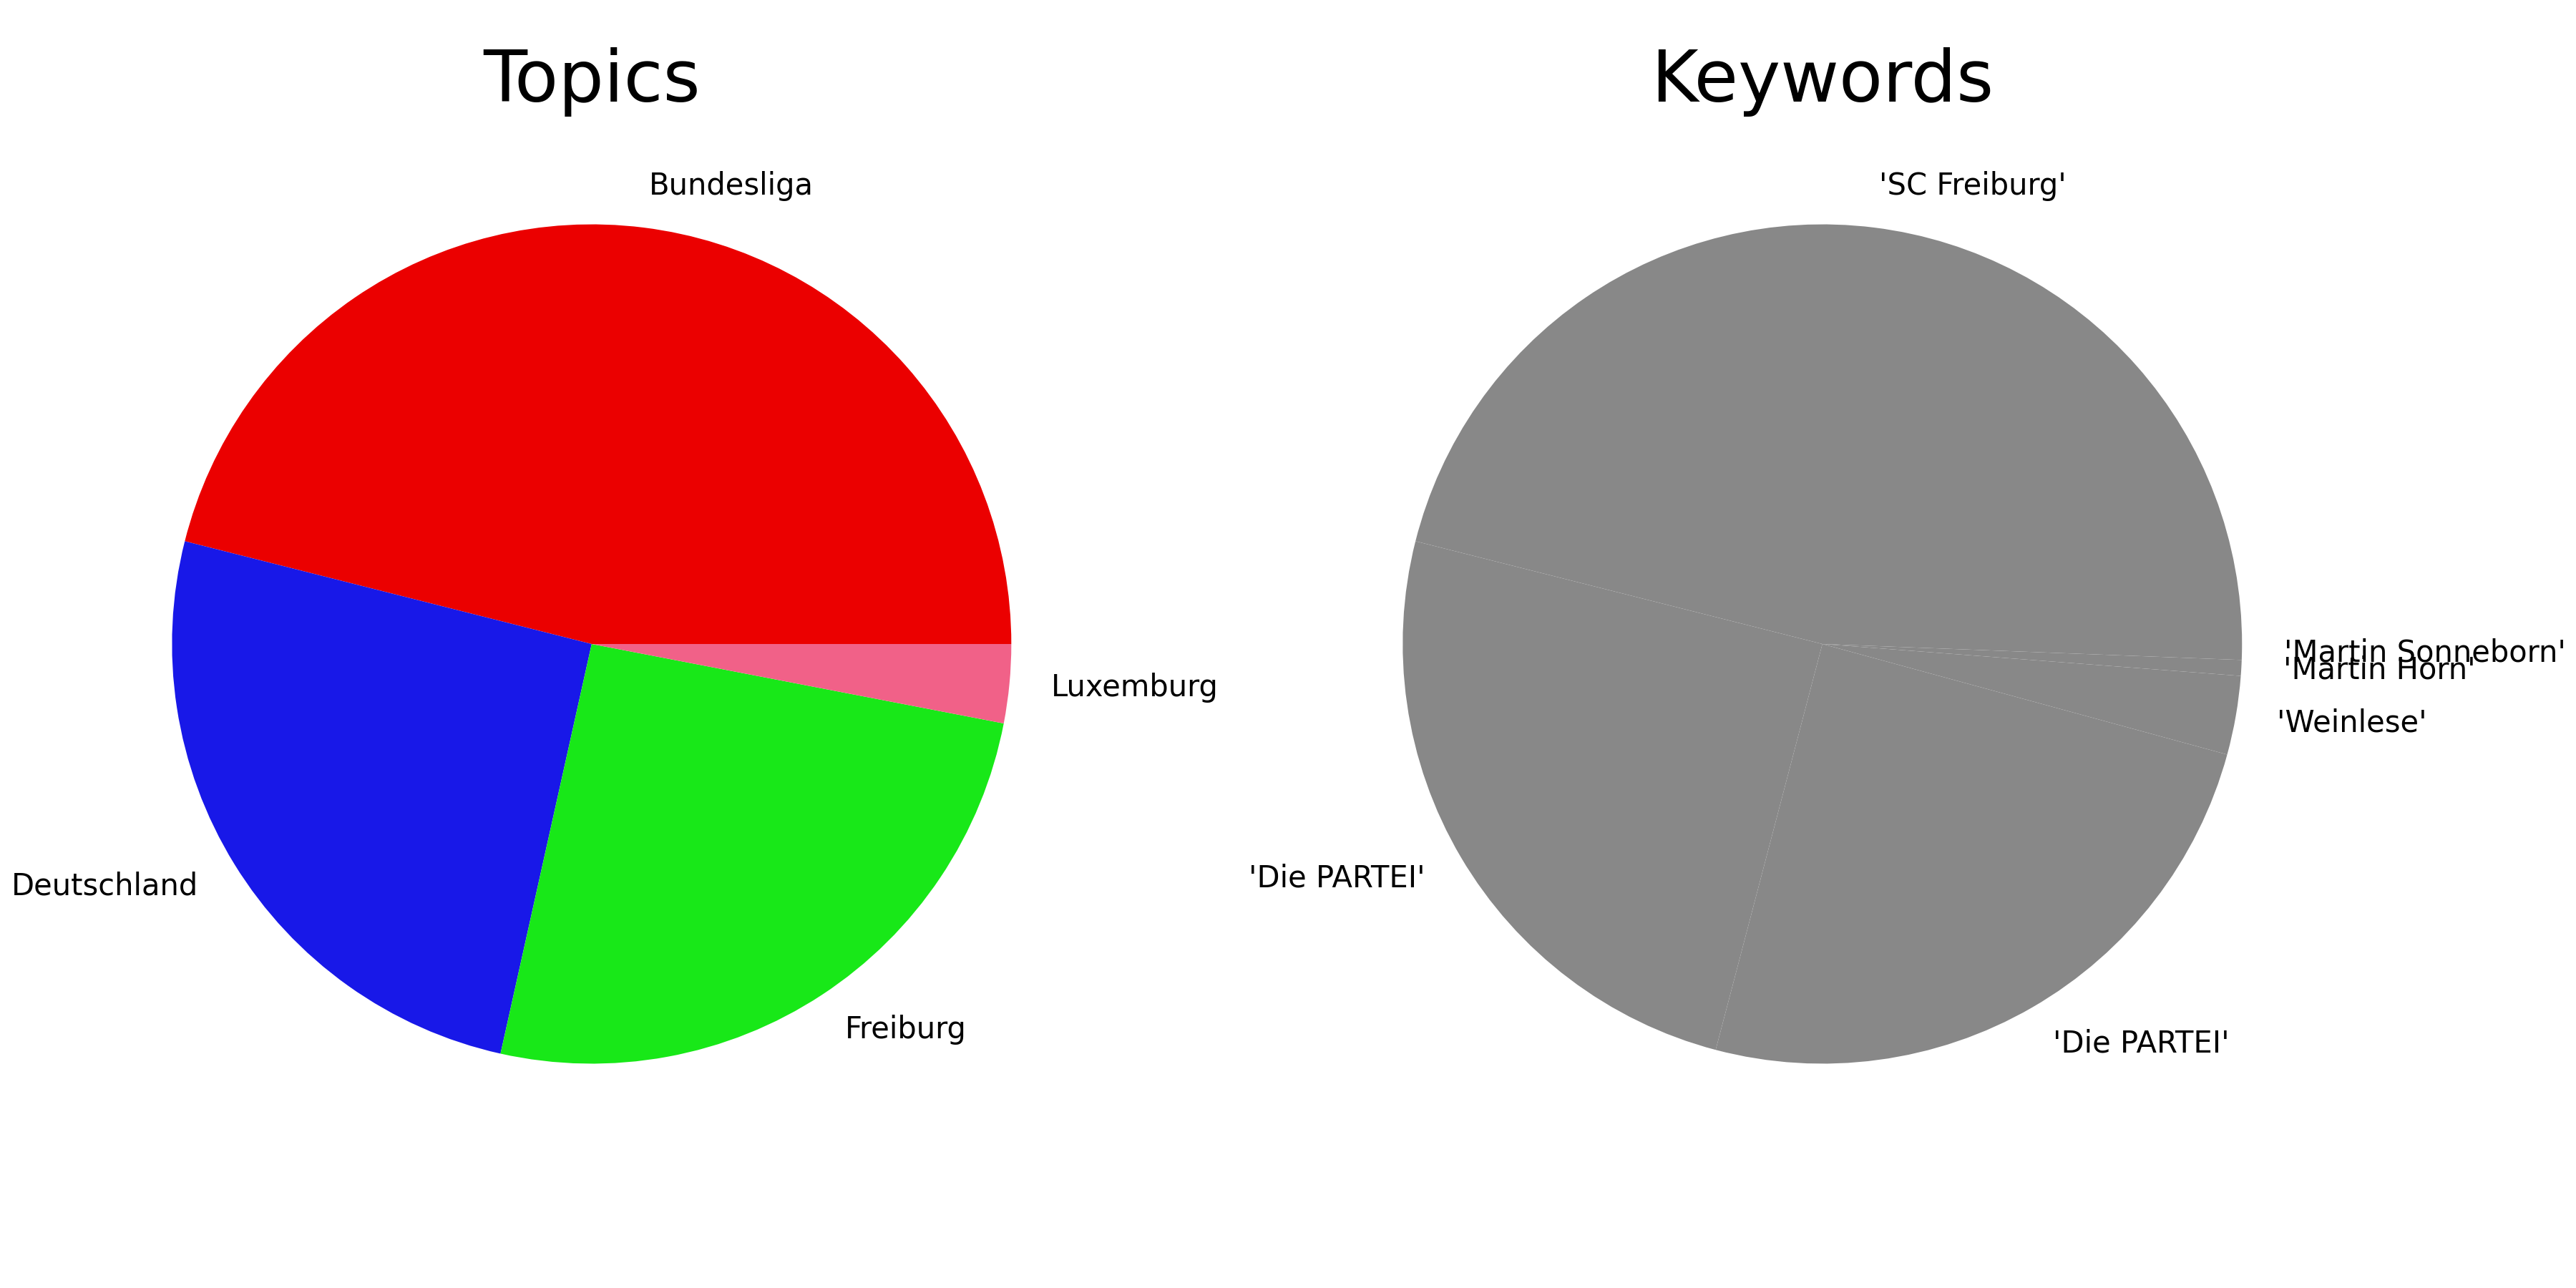 Topics
Bundesliga
Deutschland
Freiburg
Luxemburg
Keywords
'SC Freiburg'
'Die PARTEI'
'Die PARTEI'
'Weinlese'
'Martin Horn'
'Martin Sonneborn'